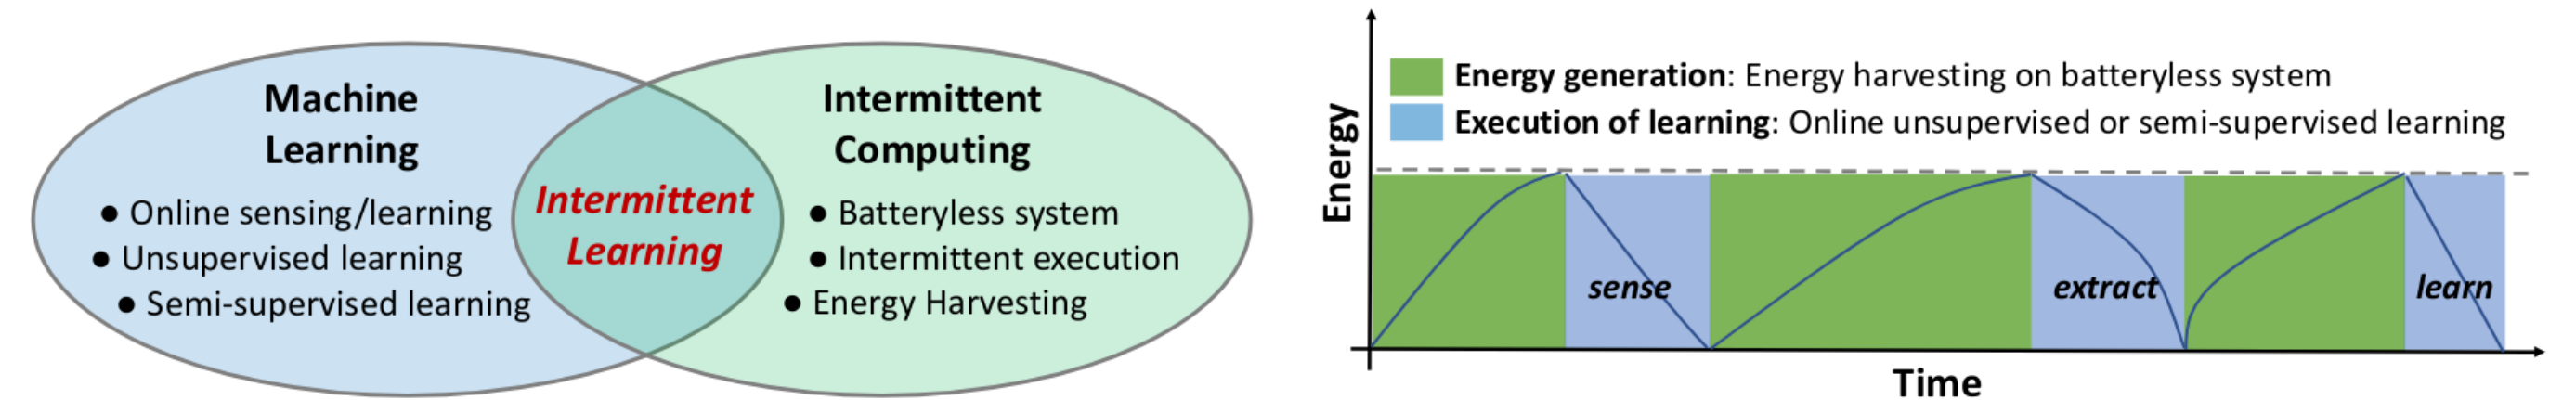 Machine
Learning
● Online sensing/learning
● Unsupervised learning
● Semi-supervised learning
Intermittent
Learning
Intermittent
Computing
● Batteryless system
● Intermittent execution
● Energy Harvesting
Energy
Energy generation: Energy harvesting on batteryless system
Execution of learning: Online unsupervised or semi-supervised learning
sense
extract
learn
Time